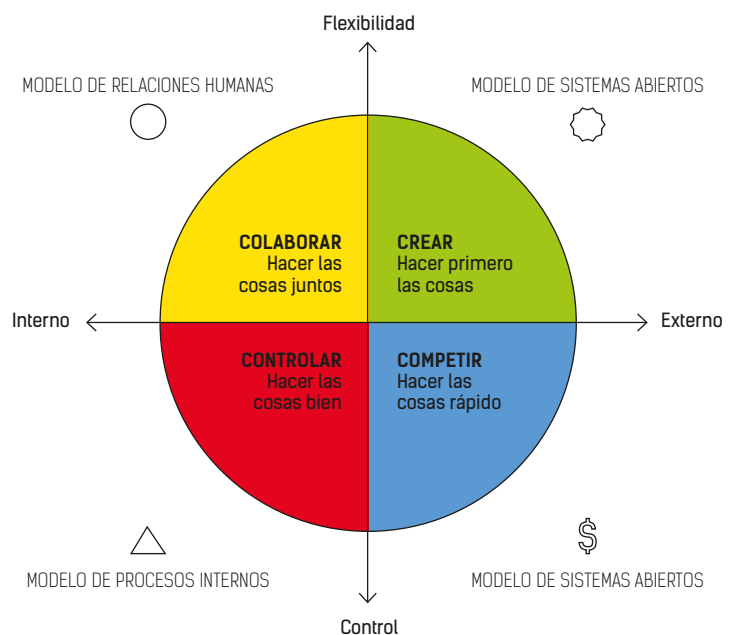 Flexibilidad
MODELO DE RELACIONES HUMANAS
MODELO DE SISTEMAS ABIERTOS
COLABORAR
Hacer las
cosas juntos
CREAR
Hacer primero
las cosas
Interno
Externo
CONTROLAR
Hacer las
cosas bien
COMPETIR
Hacer las
cosas rápido
$
MODELO DE PROCESOS INTERNOS
MODELO DE SISTEMAS ABIERTOS
Control